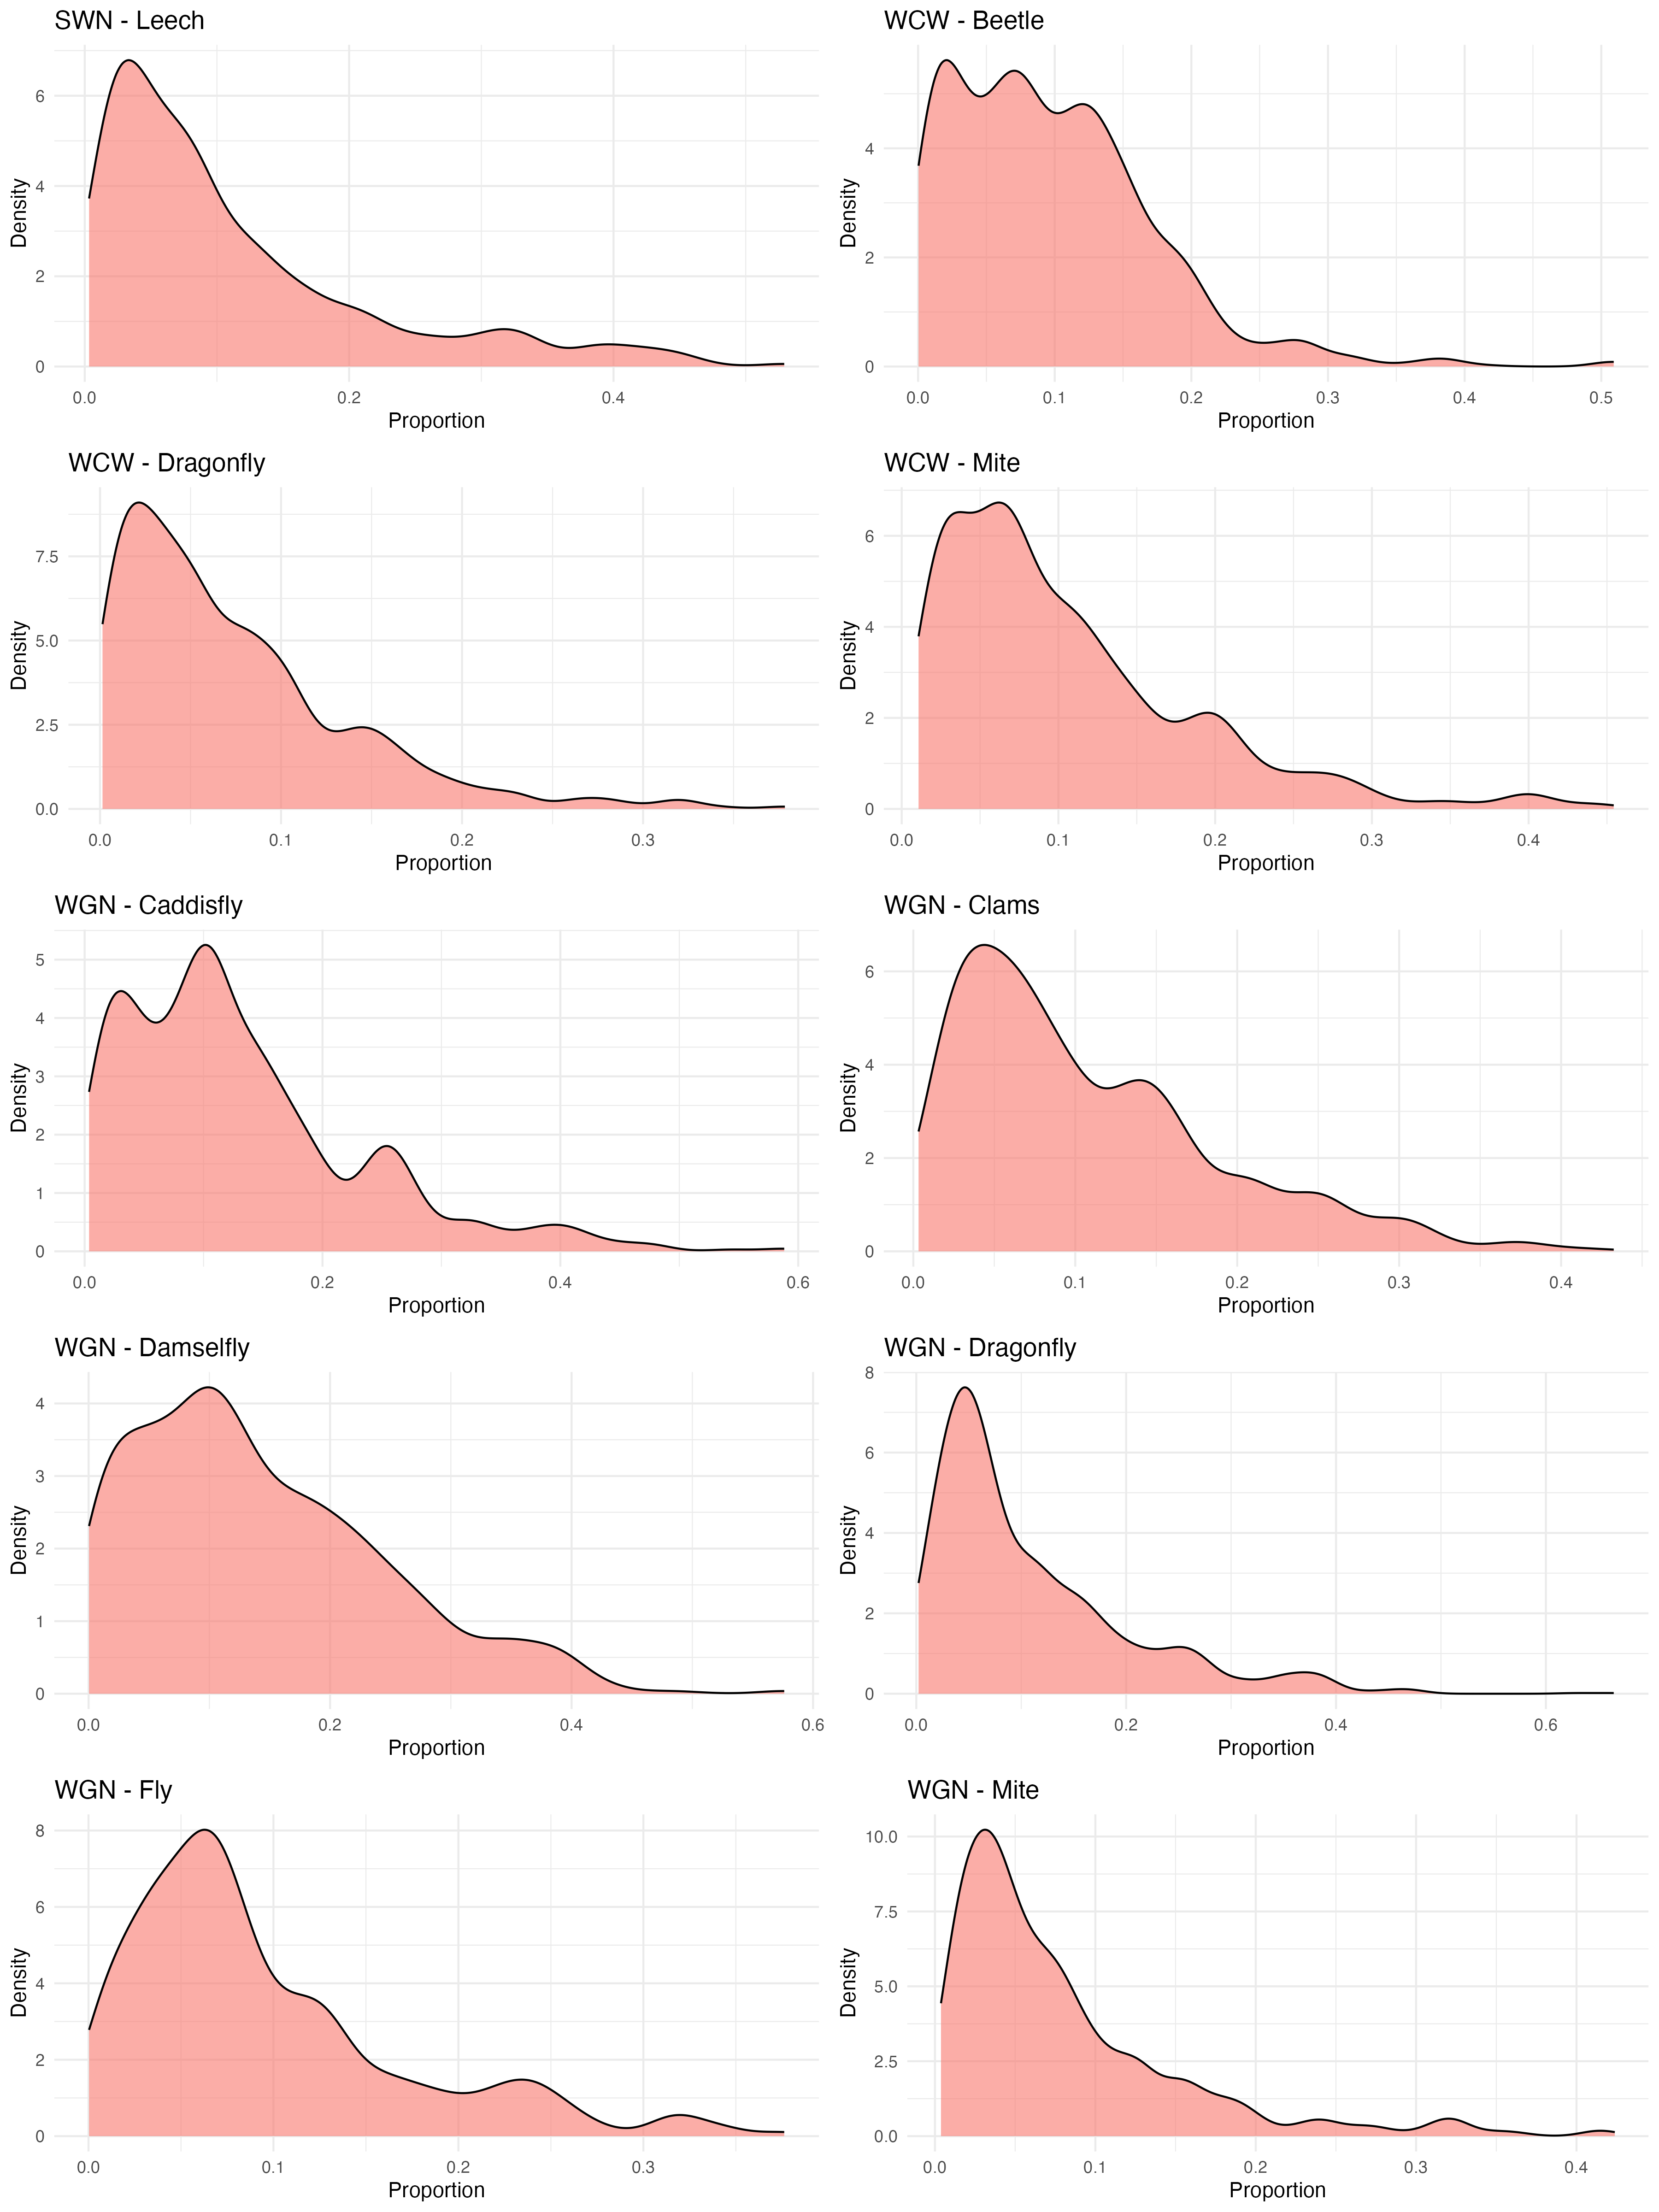 SWN - Leech
Density
6
4
2
0
0.0 0.2 0.4
Proportion
WCW - Beetle
Density
4
2
0
0.0 0.1 0.2 0.3 0.4 0.5
Proportion
WCW - Dragonfly
Density
7.5
5.0
2.5
0.0
0.0 0.1 0.2 0.3
Proportion
WCW - Mite
Density
6
4
2
0
0.0 0.1 0.2 0.3 0.4
Proportion
WGN - Caddisfly
Density
5
4
3
2
1
0
0.0 0.2 0.4 0.6
Proportion
WGN - Clams
Density
6
4
2
0
0.0 0.1 0.2 0.3 0.4
Proportion
WGN - Damselfly
Density
4
3
2
1
0
0.0 0.2 0.4 0.6
Proportion
WGN - Dragonfly
Density
8
6
4
2
0
0.0 0.2 0.4 0.6
Proportion
WGN - Fly
Density
8
6
4
2
0
0.0 0.1 0.2 0.3
Proportion
WGN - Mite
Density
10.0
7.5
5.0
2.5
0.0
0.0 0.1 0.2 0.3 0.4
Proportion